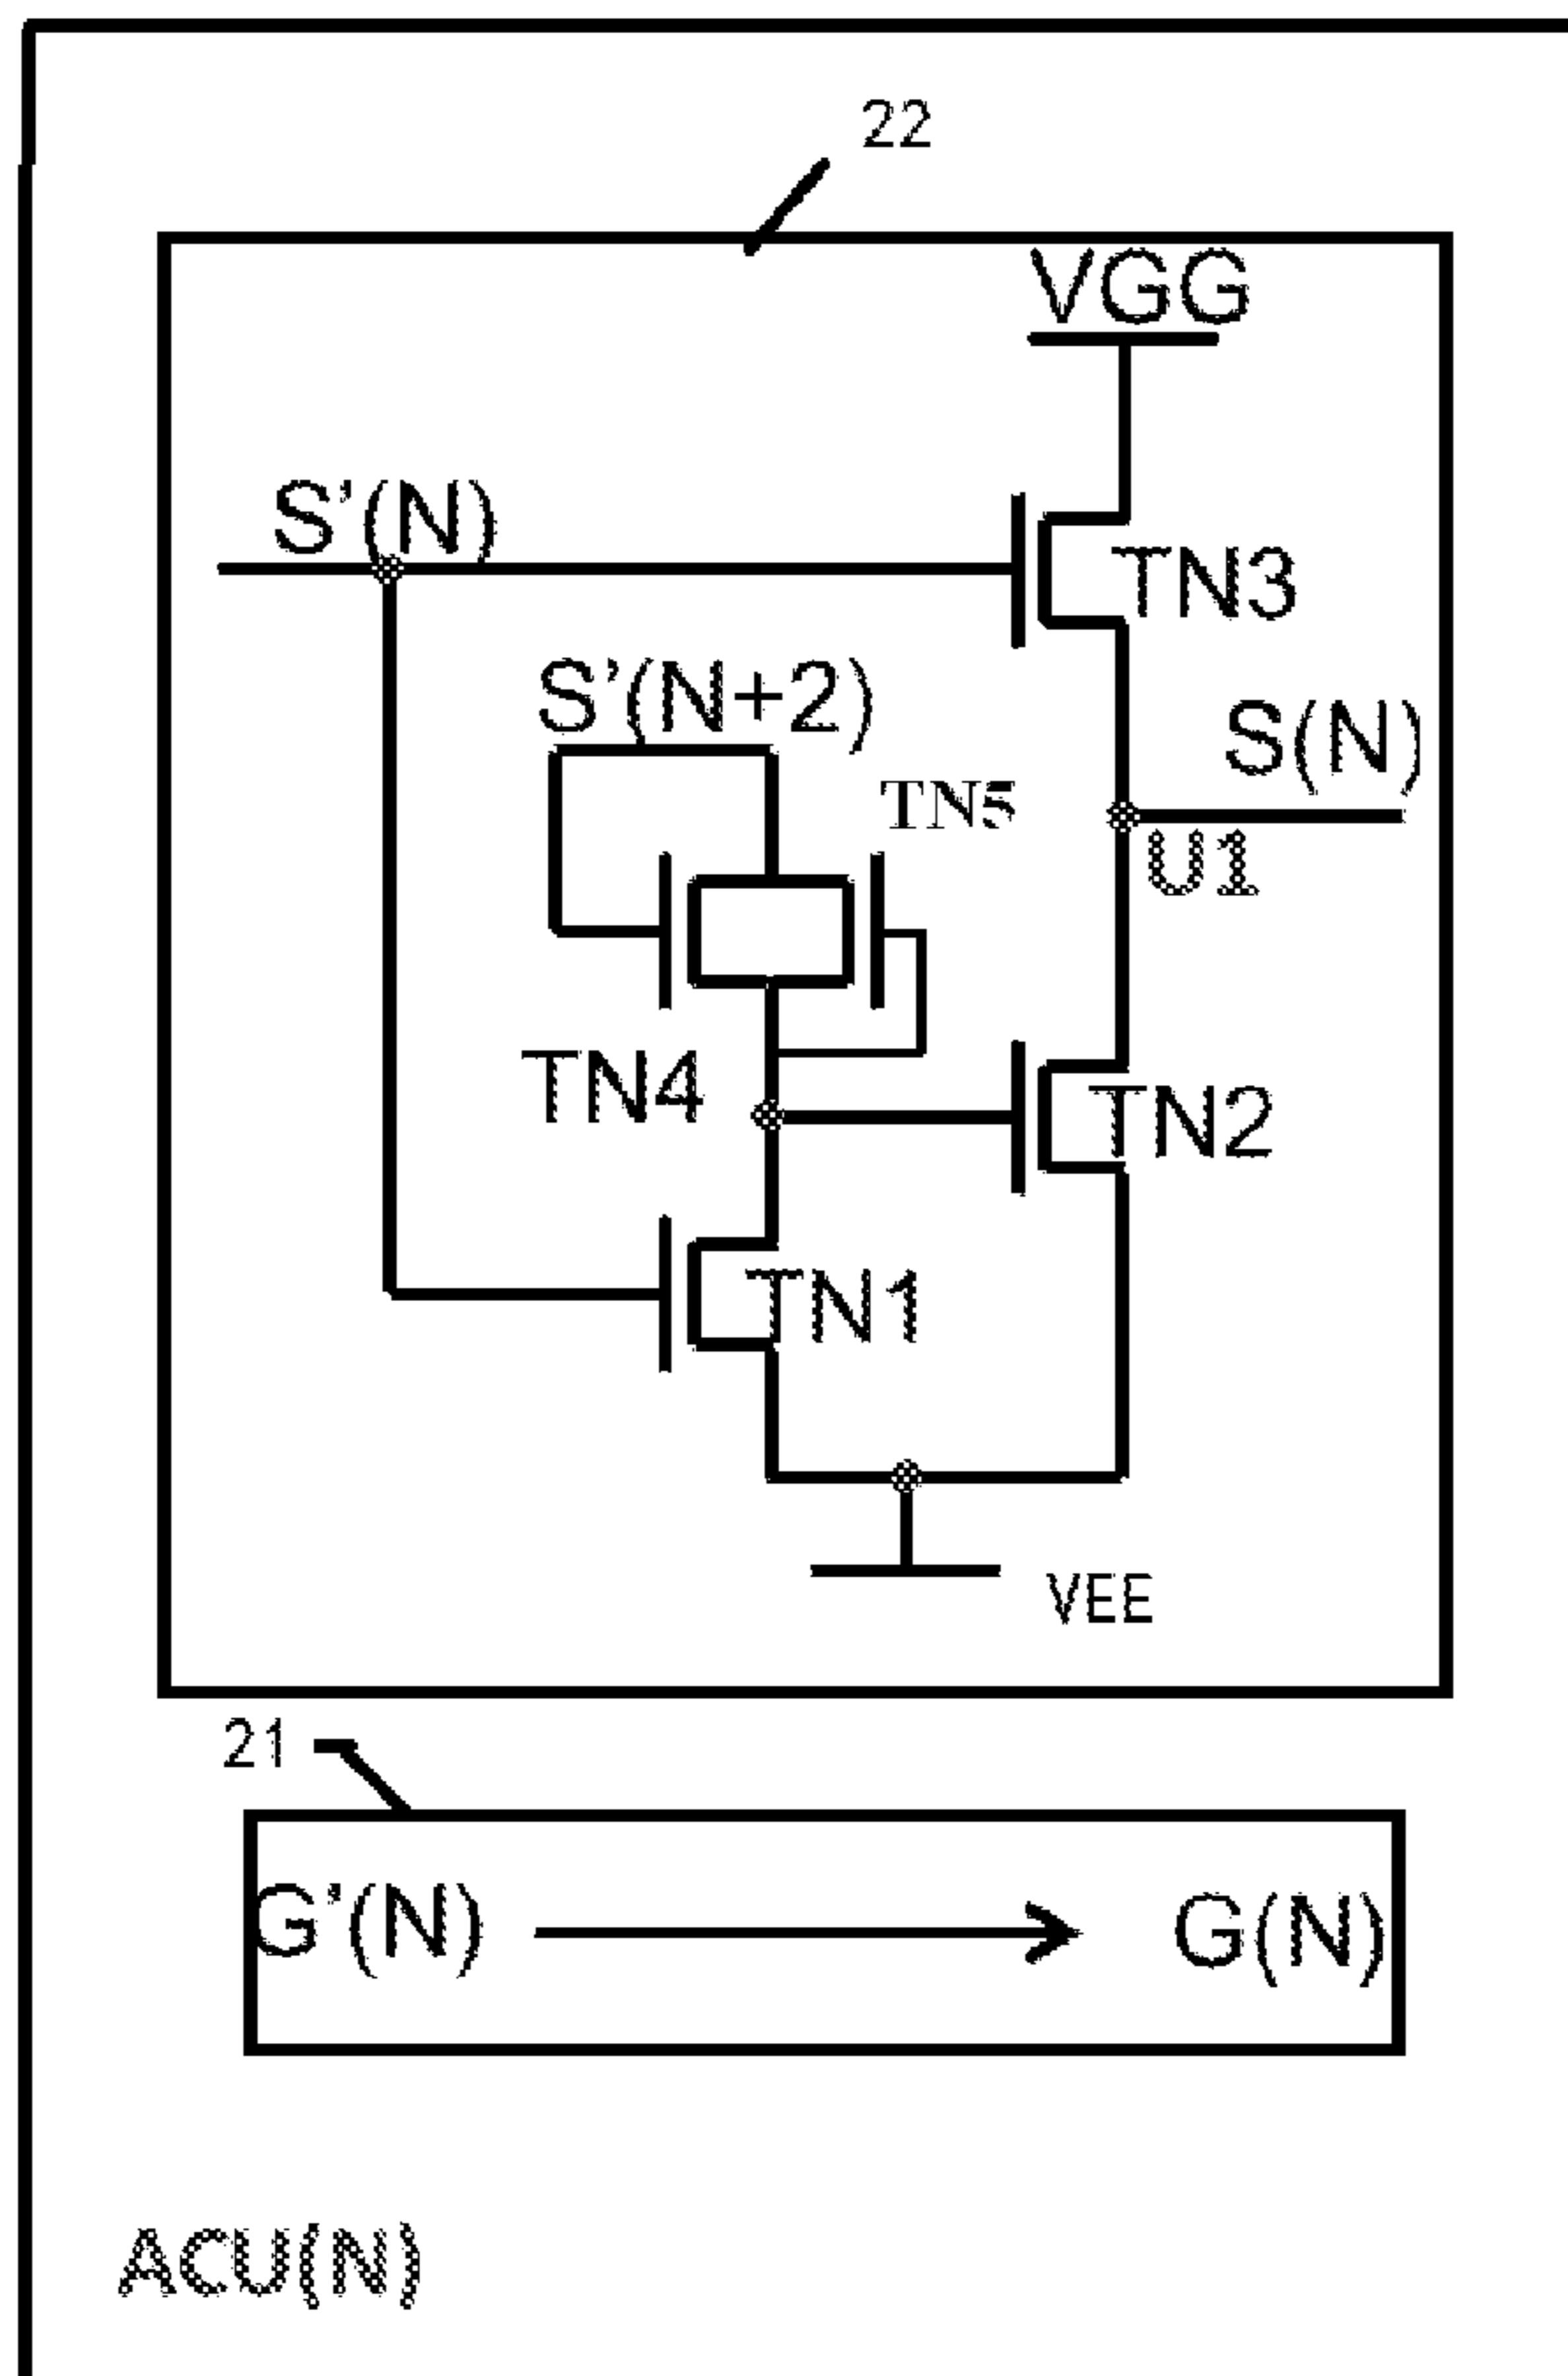 22
VGG
S’(N)
TN3
S’(N+2)
S(N)
TN5
U1
TN4
TN2
TN1
VEE
21
G’(N)
G(N)
ACU(N)